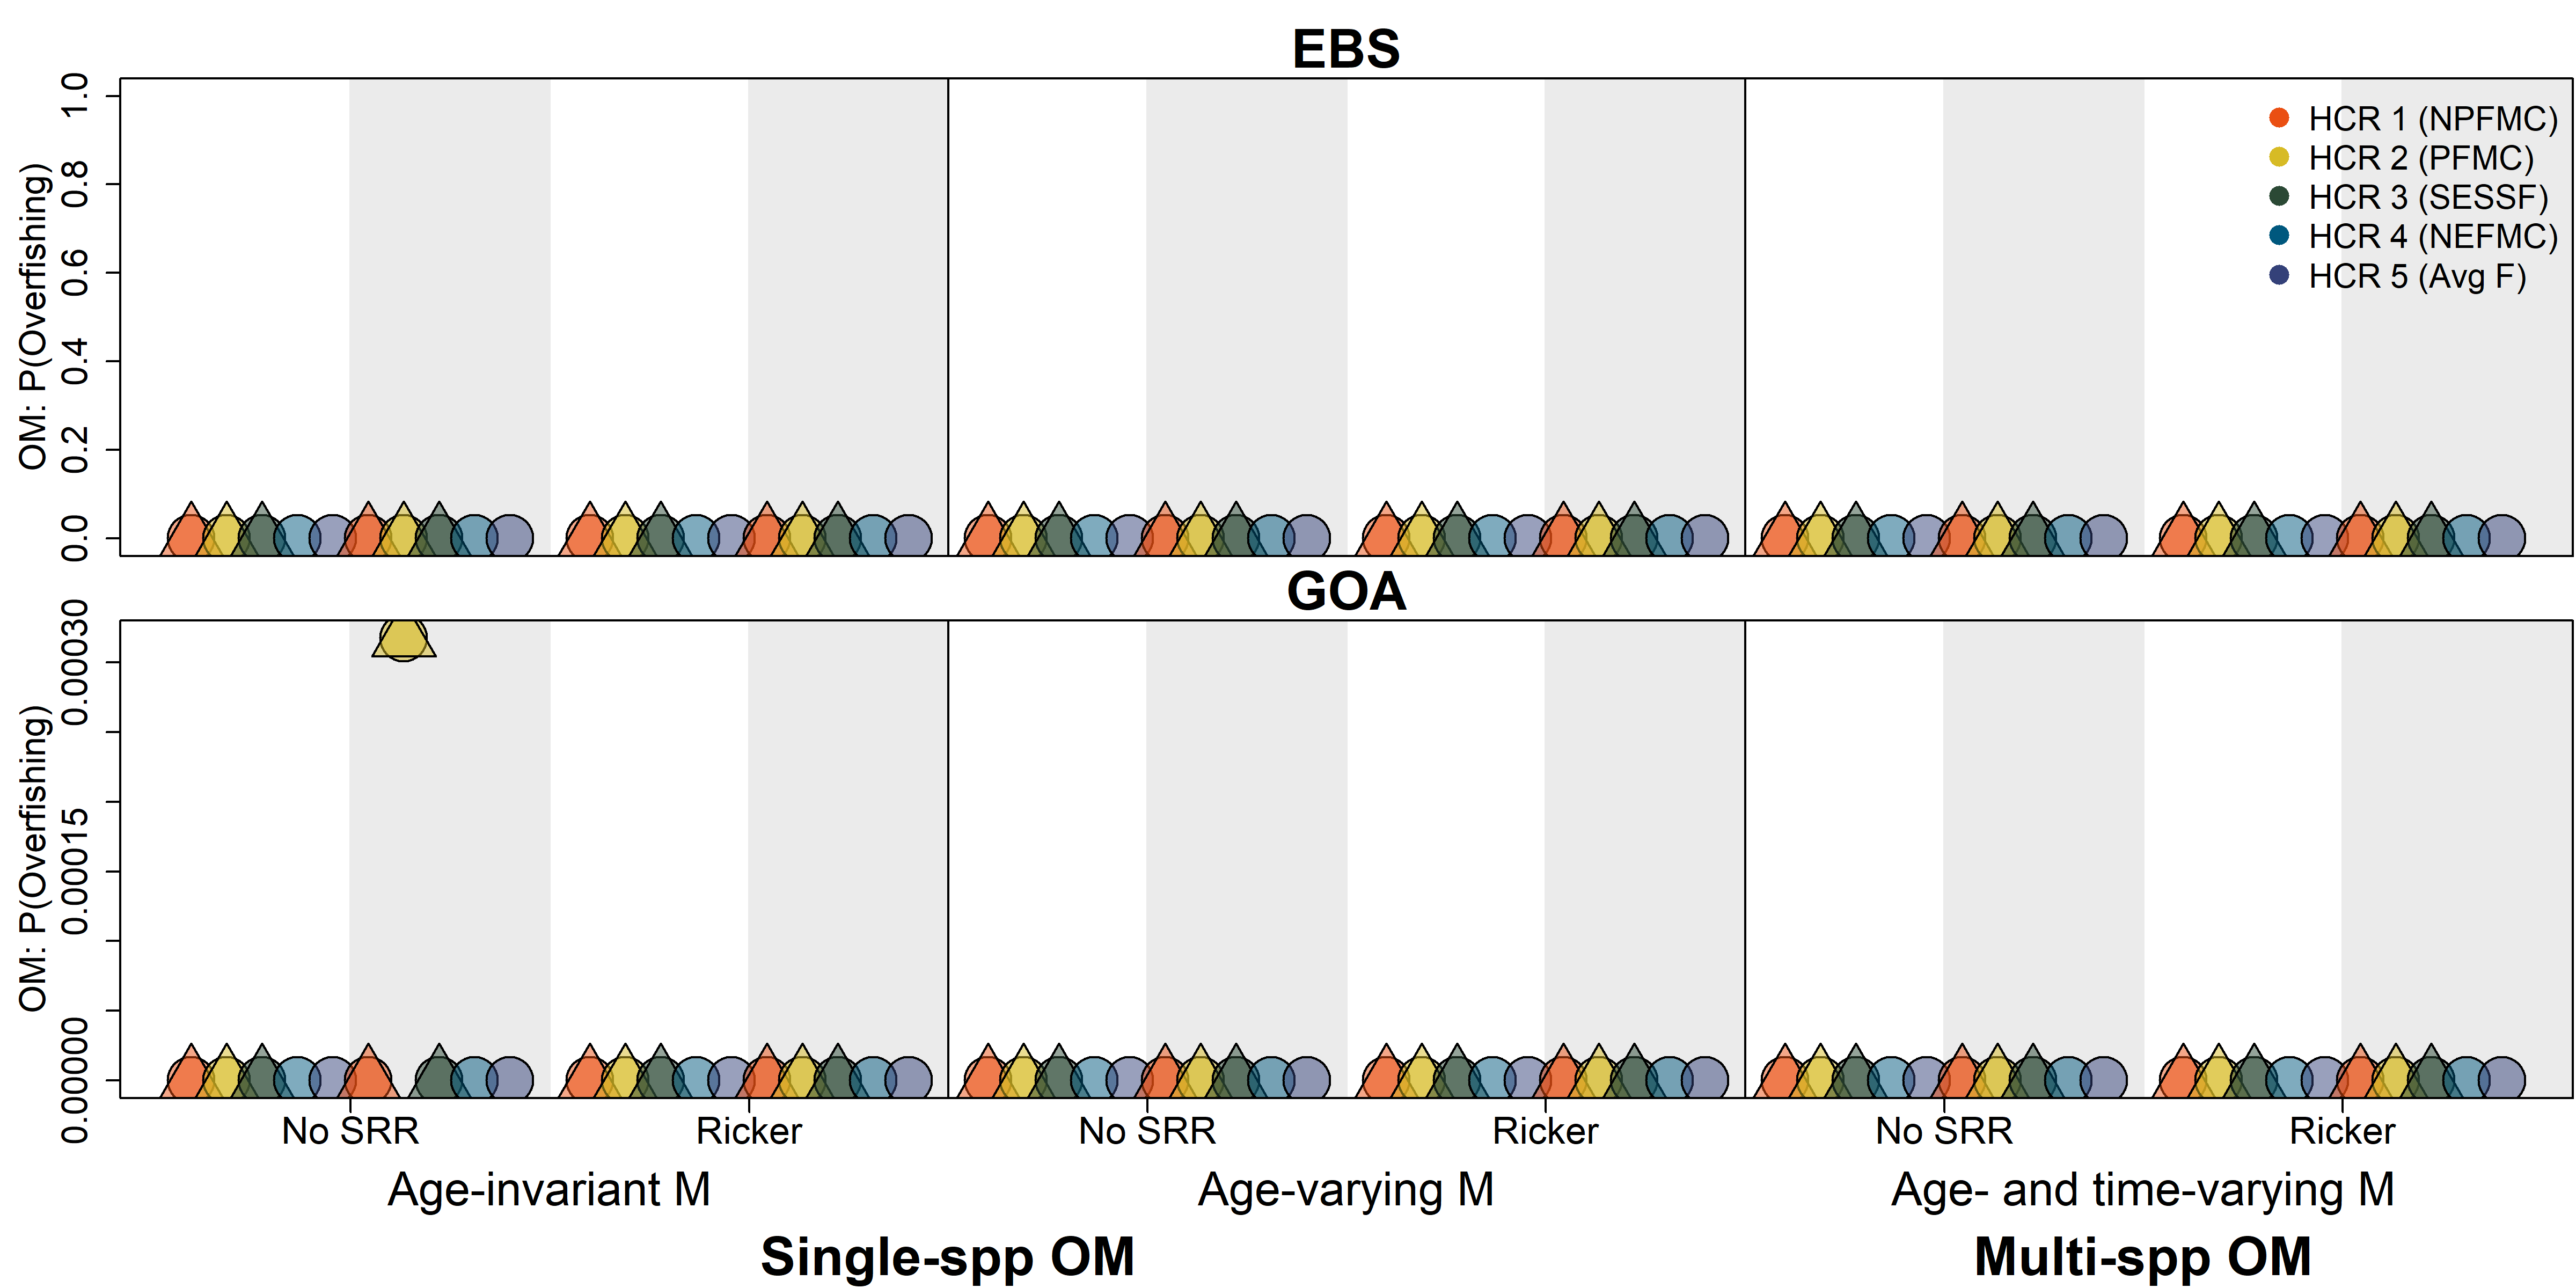 EBS
OM: P(Overfishing)
1.0
0.8
0.6
0.4
0.2
0.0
HCR 1 (NPFMC)
HCR 2 (PFMC)
HCR 3 (SESSF)
HCR 4 (NEFMC)
HCR 5 (Avg F)
GOA
OM: P(Overfishing)
0.00030
0.00015
0.00000
No SRR Ricker No SRR Ricker No SRR Ricker
Age-invariant M Age-varying M Age- and time-varying M
Single-spp OM Multi-spp OM